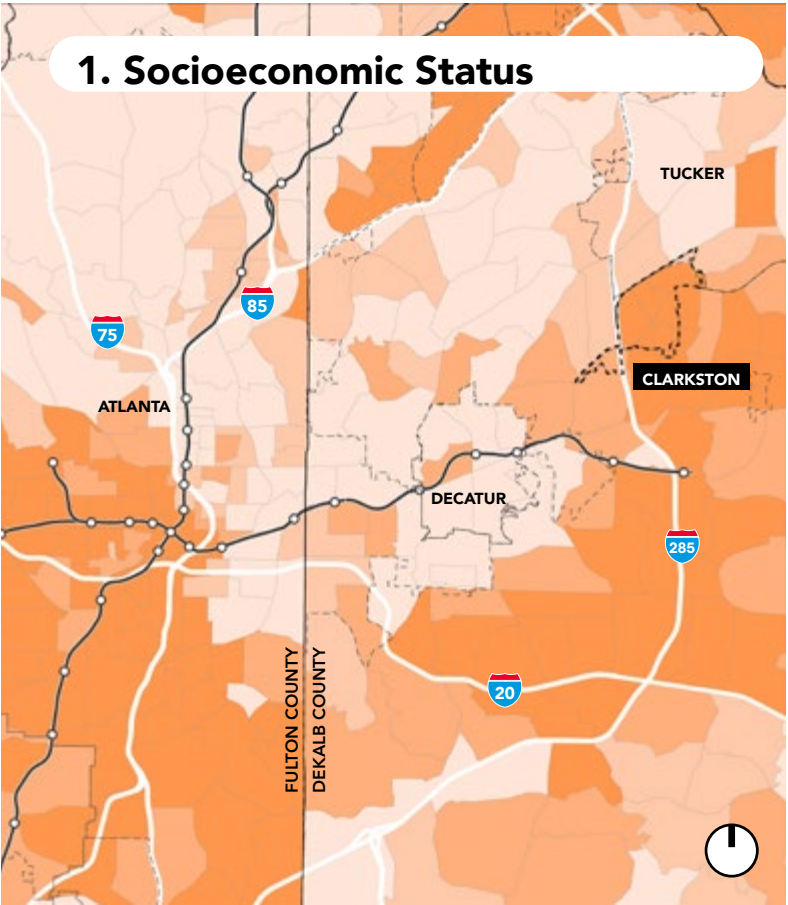 1. Socioeconomic Status
TUCKER
85
75
CLARKSTON
ATLANTA
DECATUR
285
FULTON COUNTY
DEKALB COUNTY
20